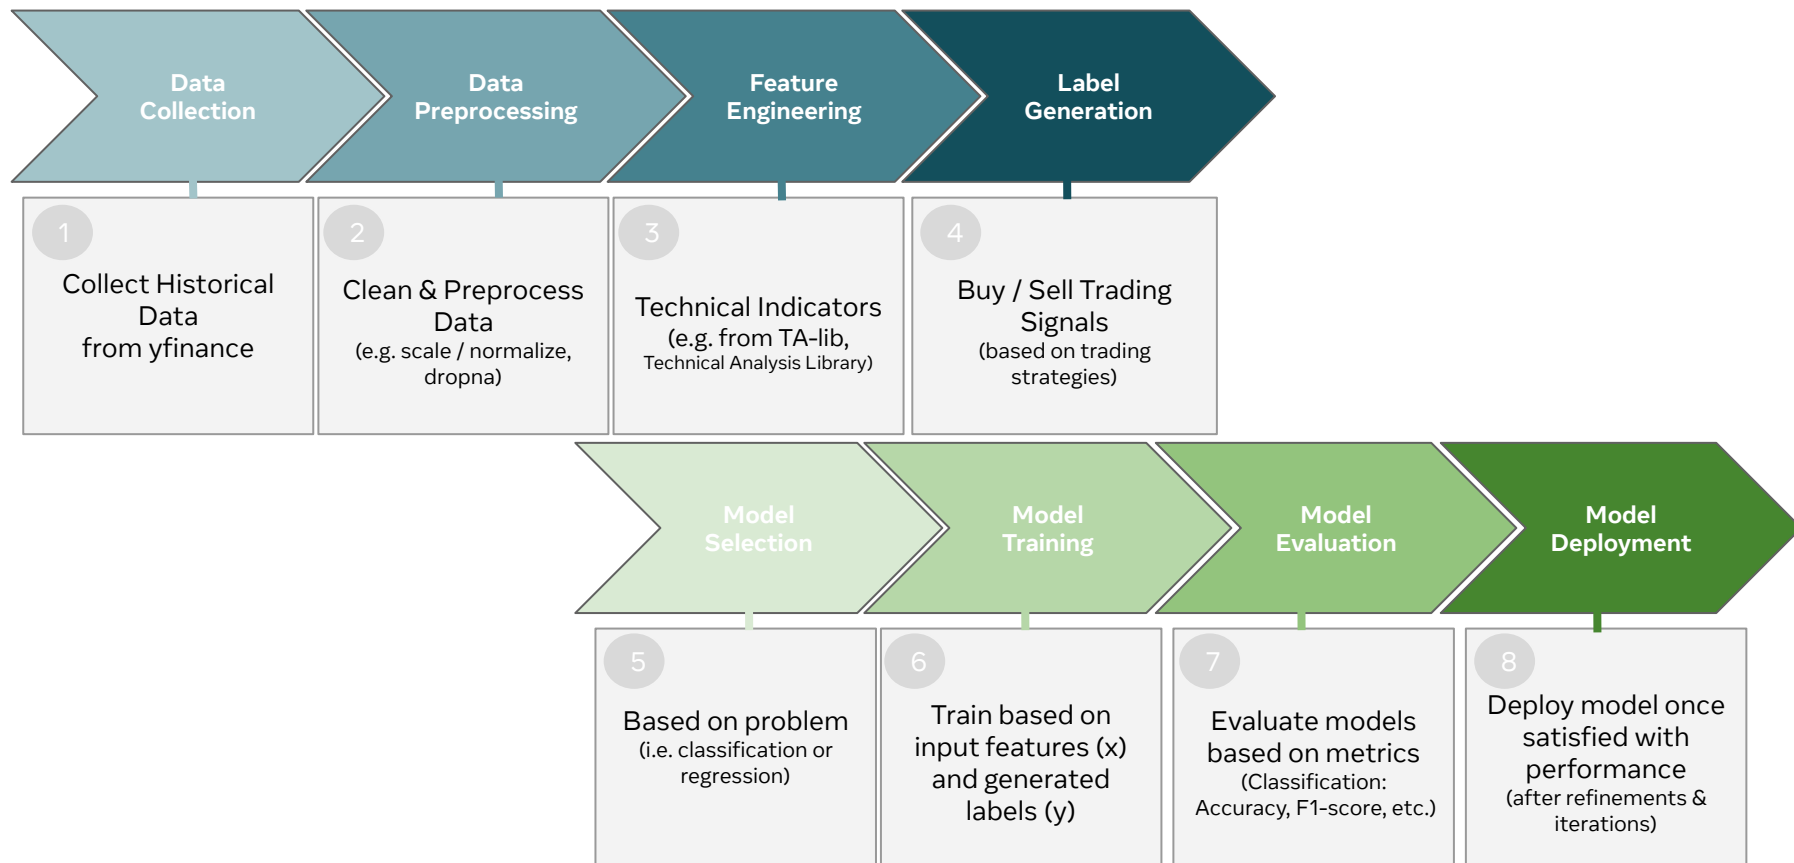 Data
Collection
Data
Preprocessing
Feature
Engineering
Label
Generation
1
Collect Historical
Data
from yfinance
2
Clean & Preprocess
Data
(e.g. scale / normalize,
dropna)
3
Technical Indicators
(e.g. from TA-lib,
Technical Analysis Library)
4
Buy / Sell Trading
Signals
(based on trading
strategies)
Model
Selection
Model
Training
Model
Evaluation
Model
Deployment
5
Based on problem
(i.e. classification or
regression)
6
Train based on
input features (x)
and generated
labels (y)
7
Evaluate models
based on metrics
(Classification:
Accuracy, F1-score, etc.)
8
Deploy model once
satisfied with
performance
(after refinements &
iterations)